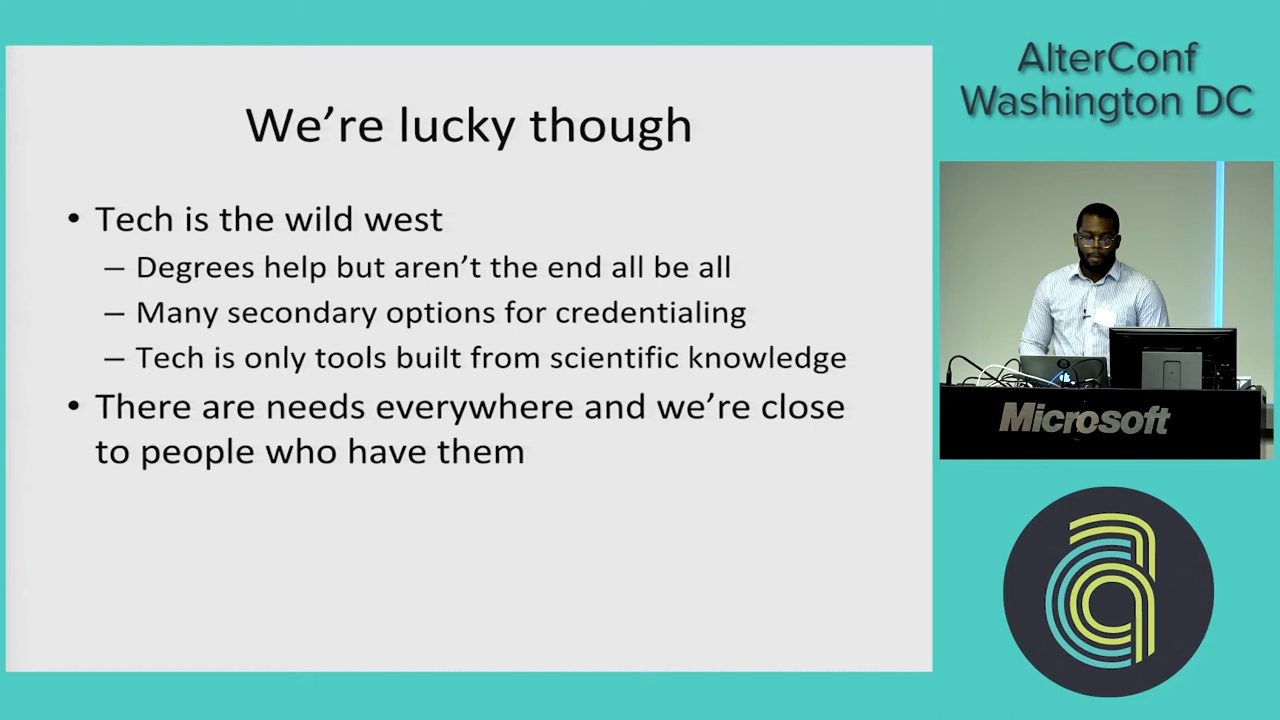 We're lucky though
• Tech is the wild west
– Degrees help but aren't the end all be all
– Many secondary options for credentialing
– Tech is only tools built from scientific knowledge
• There are needs everywhere and we're close
to people who have them
AlterConf
Washington DC
Microsoft